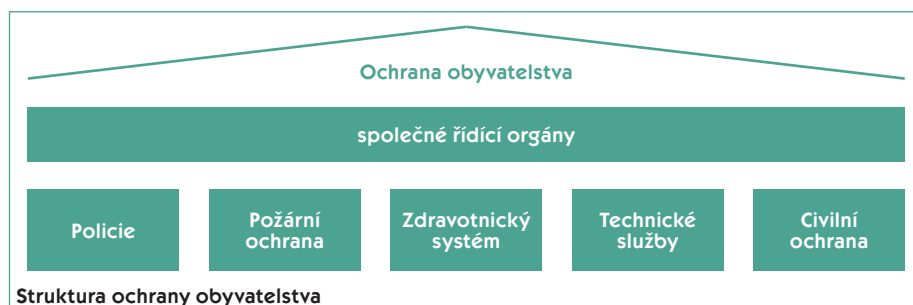 Ochrana obyvatelstva
společné řídící orgány
Policie
Požární
ochrana
Zdravotnický
systém
Technické
služby
Civilní
ochrana
Struktura ochrany obyvatelstva